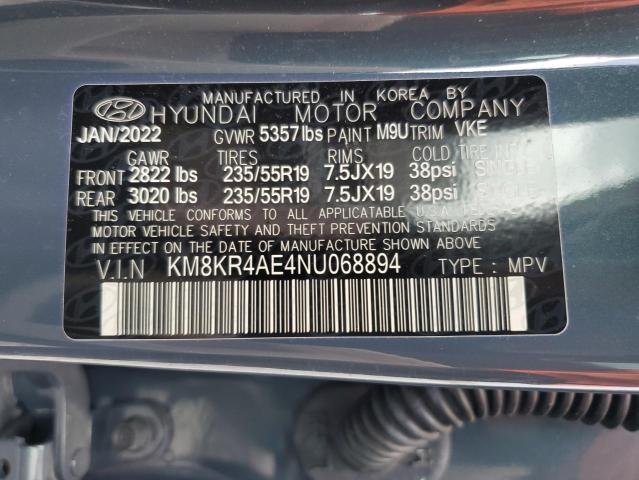 MANUFACTURED IN KOREA BY
HYUNDAI MOTOR COMPANY
JAN/2022 GVWR 5357 lbs PAINT M9U TRIM VKE
GAWR TIRES RIMS COLD TIRE INF
FRONT 2822 lbs 235/55R19 7.5JX19 38psi
REAR 3020 lbs 235/55R19 7.5JX19 38psi
THIS VEHICLE CONFORMS TO ALL APPLICABLE U.S.A.
MOTOR VEHICLE SAFETY AND THEFT PREVENTION STANDARDS
IN EFFECT ON THE DATE OF MANUFACTURE SHOWN ABOVE.
V.I.N KM8KR4AE4NU068894 TYPE : MPV